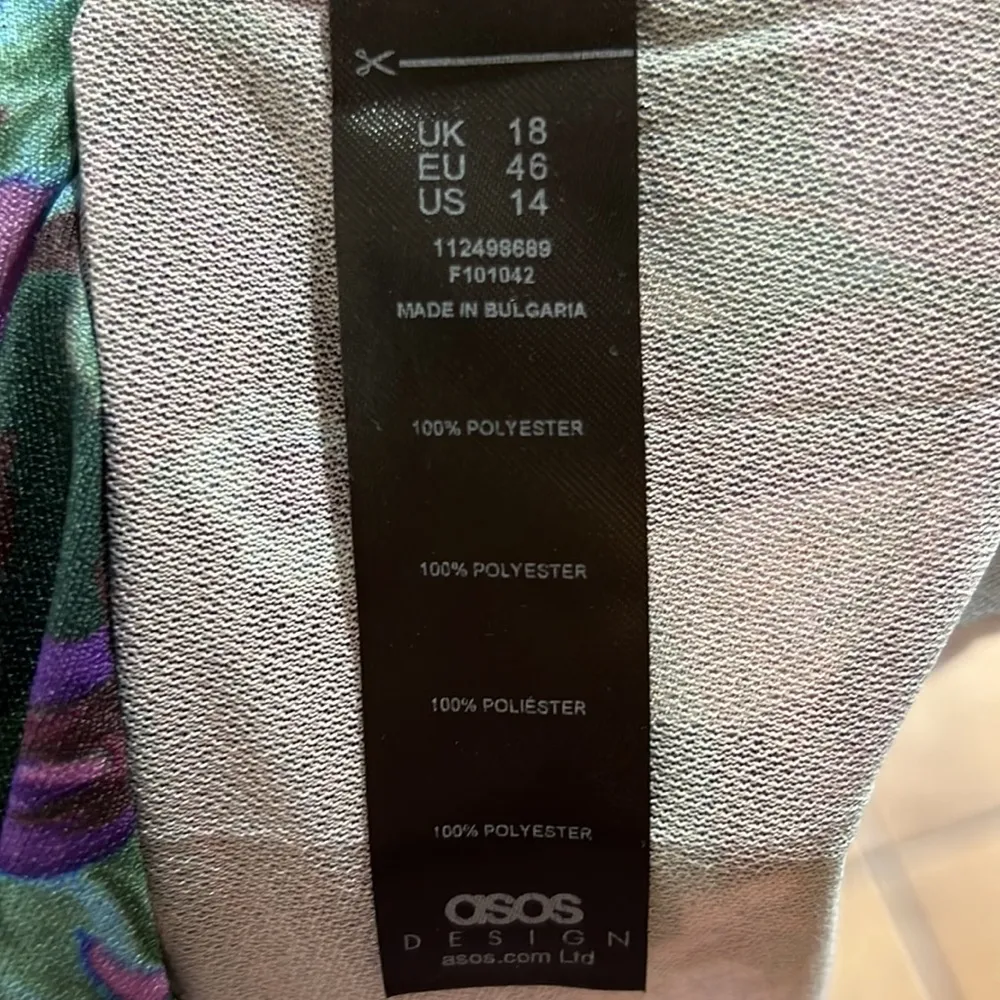 UK 18
EU 46
US 14
112498689
F101042
MADE IN BULGARIA
100% POLYESTER
100% POLYESTER
100% POLIÉSTER
100% POLYESTER
asos
DESIGN
asos.com Ltd